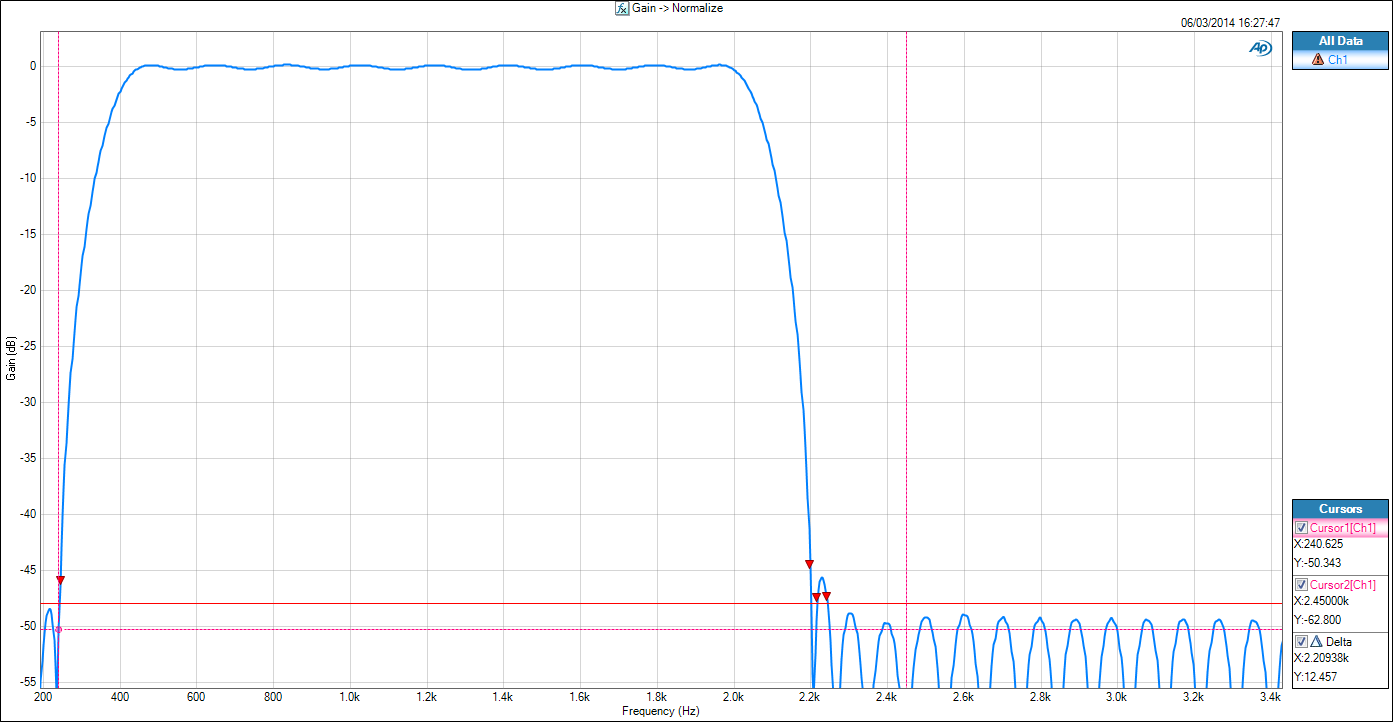 Gain -> Normalize
06/03/2014 16:27:47
AP
All Data
Ch1
0
-5
-10
-15
-20
-25
-30
-35
-40
-45
-50
-55
Gain (dB)
200 400 600 800 1.0k 1.2k 1.4k 1.6k 1.8k 2.0k 2.2k 2.4k 2.6k 2.8k 3.0k 3.2k 3.4k
Frequency (Hz)
Cursors
Cursor1[Ch1]
X:240.625
Y:-50.343
Cursor2[Ch1]
X:2.45000k
Y:-62.800
Delta
X:2.20938k
Y:12.457